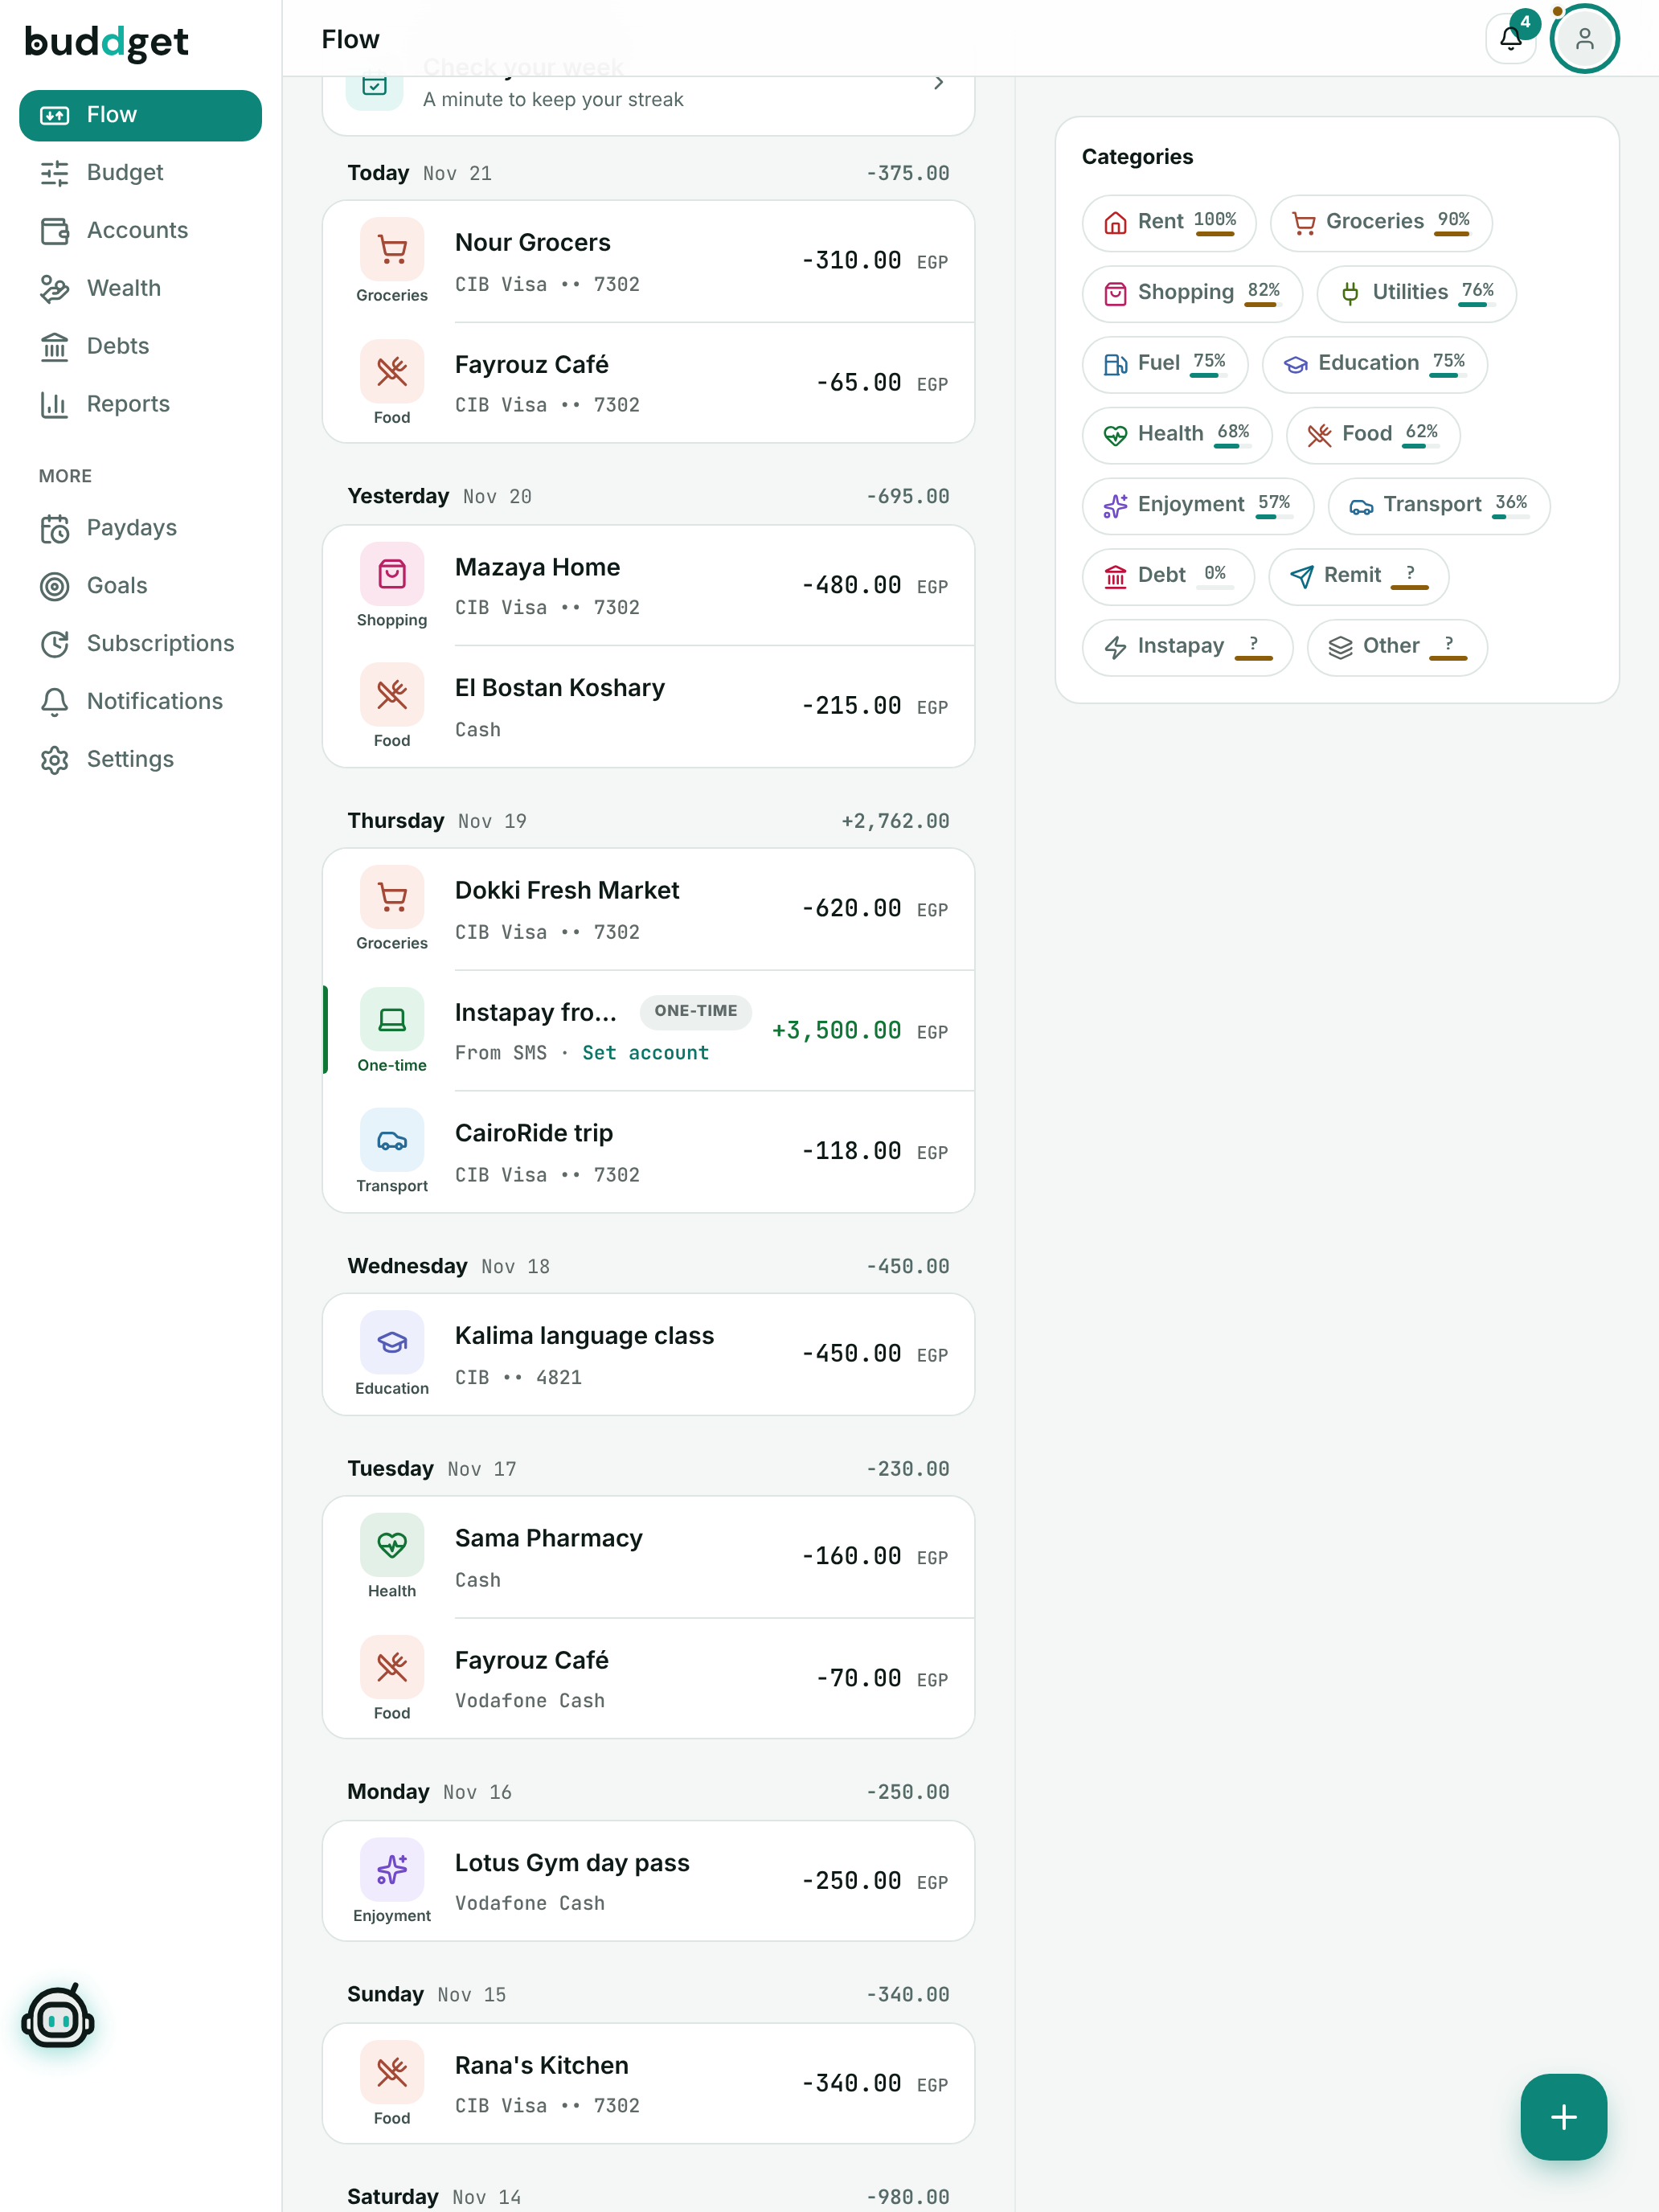 buddget
Flow
Budget
Accounts
Wealth
Debts
Reports
MORE
Paydays
Goals
Subscriptions
Notifications
Settings
Flow
4
Check your week
A minute to keep your streak
Today Nov 21 -375.00
Nour Grocers
-310.00 EGP
CIB Visa •• 7302
Groceries
Fayrouz Café
-65.00 EGP
CIB Visa •• 7302
Food
Yesterday Nov 20 -695.00
Mazaya Home
-480.00 EGP
CIB Visa •• 7302
Shopping
El Bostan Koshary
-215.00 EGP
Cash
Food
Thursday Nov 19 +2,762.00
Dokki Fresh Market
-620.00 EGP
CIB Visa •• 7302
Groceries
Instapay fro... ONE-TIME
+3,500.00 EGP
From SMS · Set account
One-time
CairoRide trip
-118.00 EGP
CIB Visa •• 7302
Transport
Wednesday Nov 18 -450.00
Kalima language class
-450.00 EGP
CIB •• 4821
Education
Tuesday Nov 17 -230.00
Sama Pharmacy
-160.00 EGP
Cash
Health
Fayrouz Café
-70.00 EGP
Vodafone Cash
Food
Monday Nov 16 -250.00
Lotus Gym day pass
-250.00 EGP
Vodafone Cash
Enjoyment
Sunday Nov 15 -340.00
Rana's Kitchen
-340.00 EGP
CIB Visa •• 7302
Food
Saturday Nov 14 -980.00
Categories
Rent 100% Groceries 90%
Shopping 82% Utilities 76%
Fuel 75% Education 75%
Health 68% Food 62%
Enjoyment 57% Transport 36%
Debt 0% Remit ?
Instapay ? Other ?